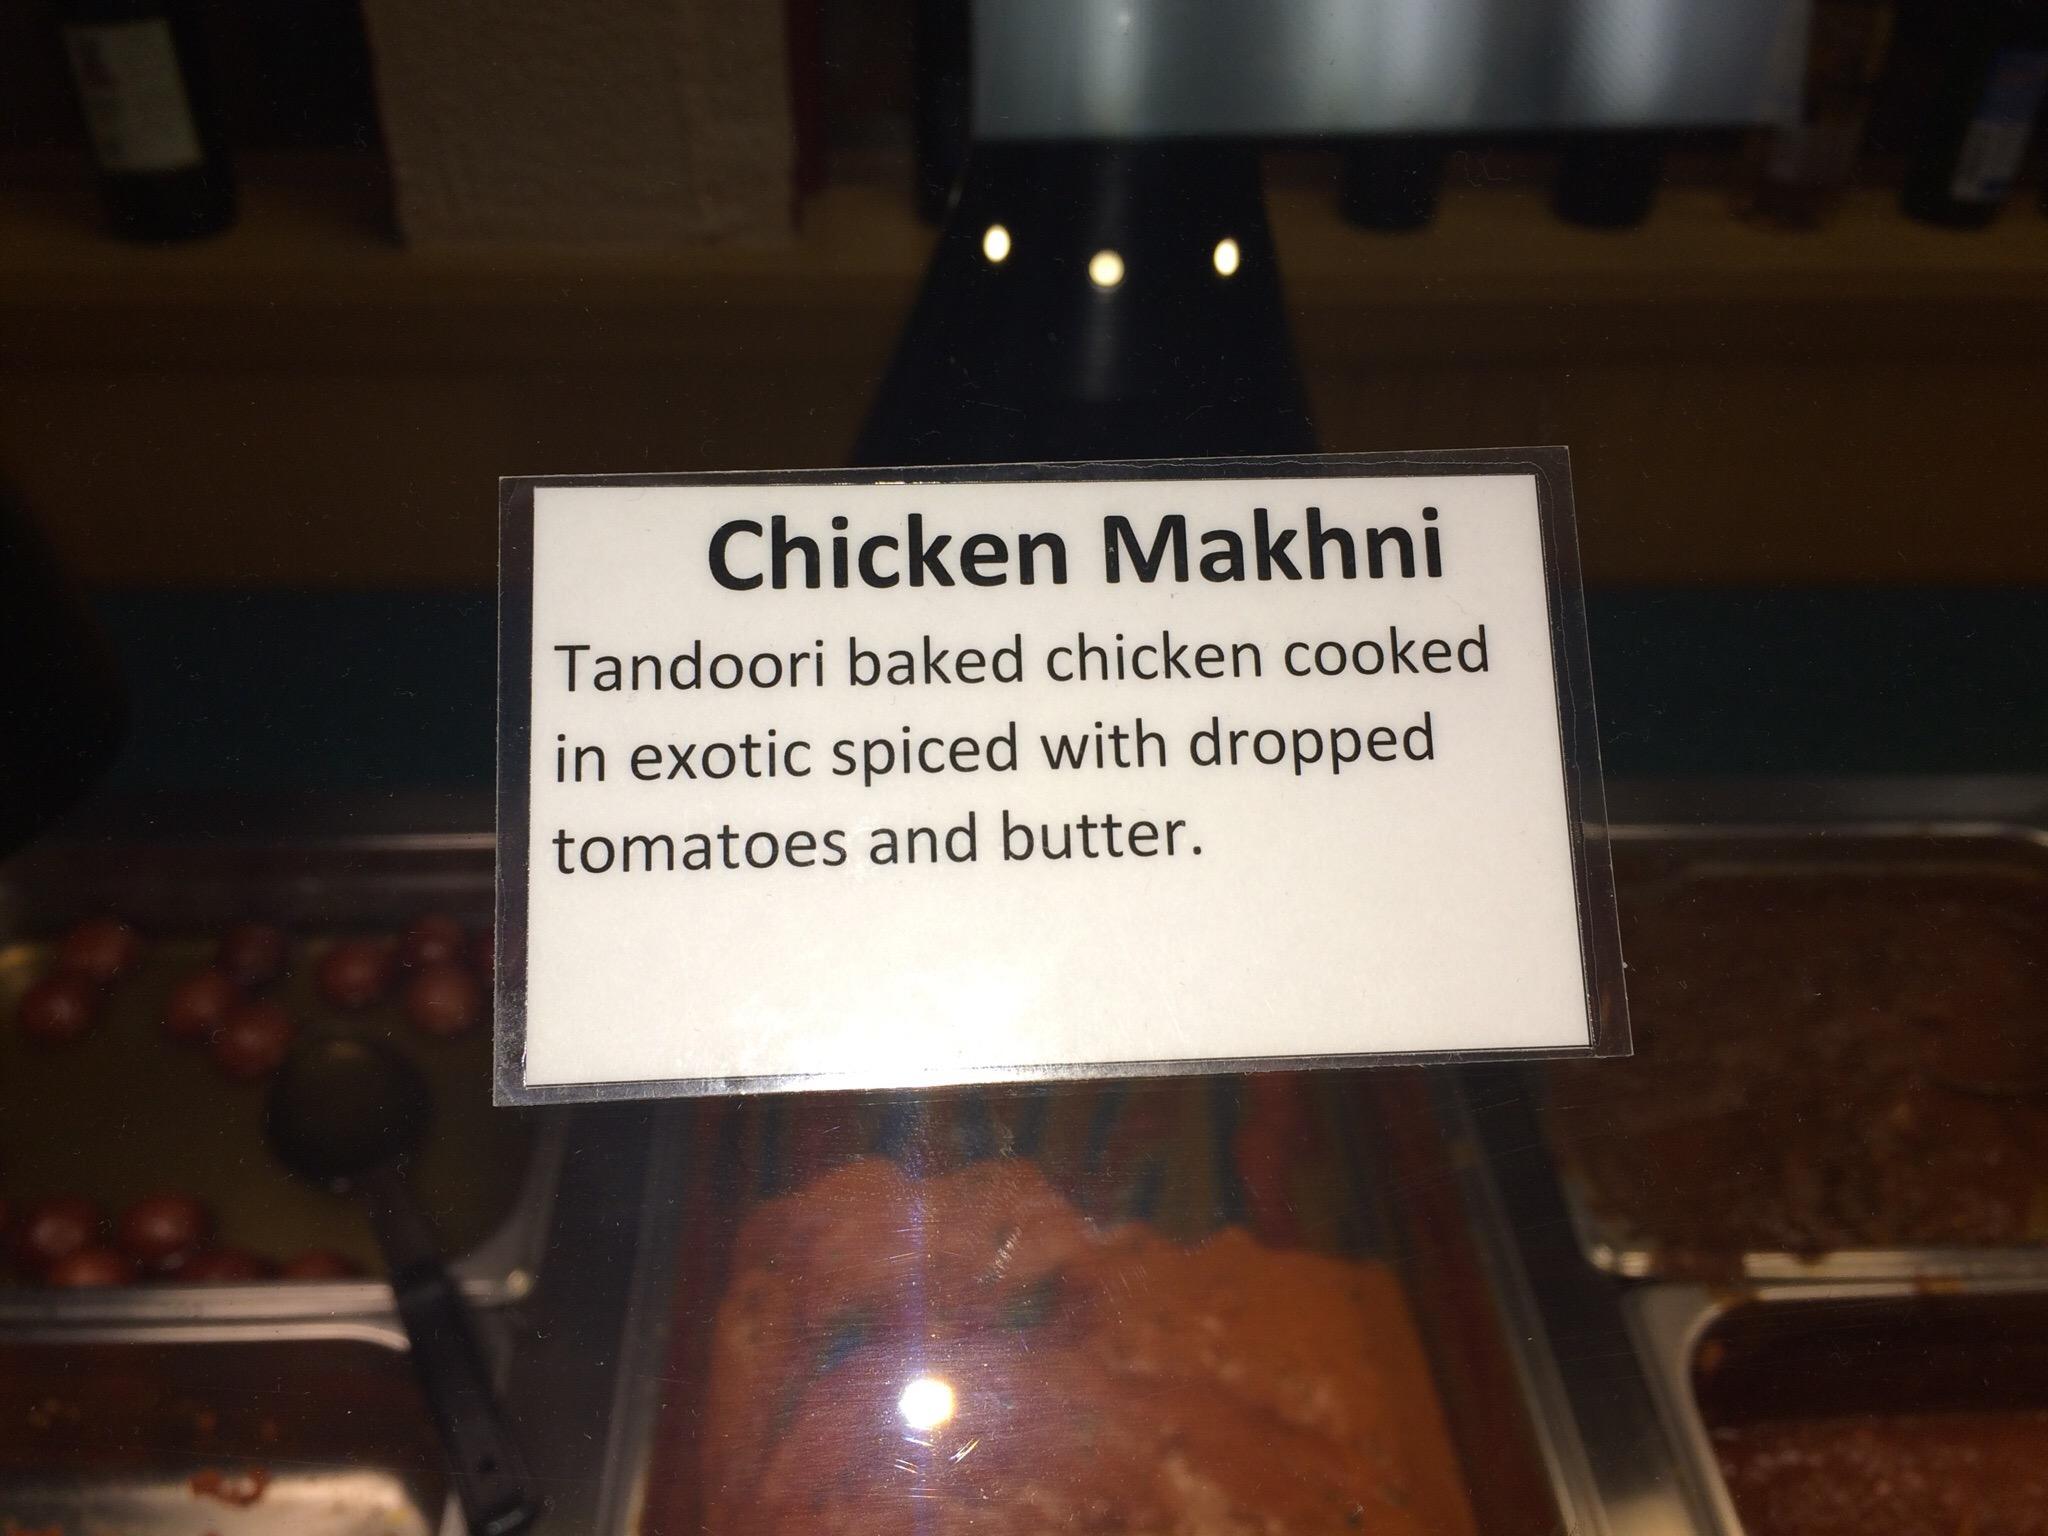 Chicken Makhni
Tandoori baked chicken cooked
in exotic spiced with dropped
tomatoes and butter.